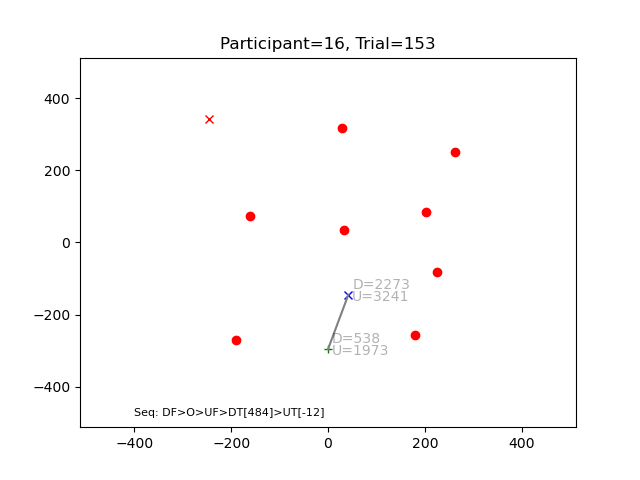 Participant=16, Trial=153
400
200
0
−200
−400
D=2273
U=3241
D=538
U=1973
Seq: DF>O>UF>DT[484]>UT[-12]
−400
−200
0
200
400